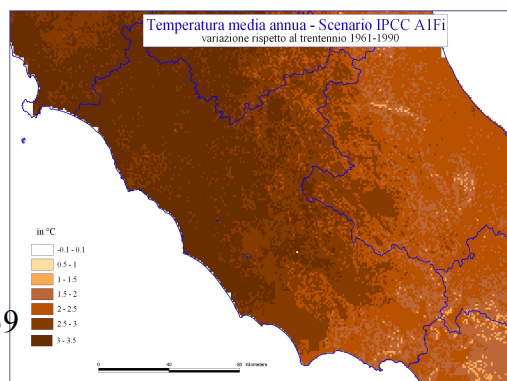 Temperatura media annua - Scenario IPCC A1Fi
variazione rispetto al trentennio 1961-1990
in °C
-0.1 - 0.1
0.5 - 1
1 - 1.5
1.5 - 2
2 - 2.5
2.5 - 3
3 - 3.5
0 40 80 Kilometers